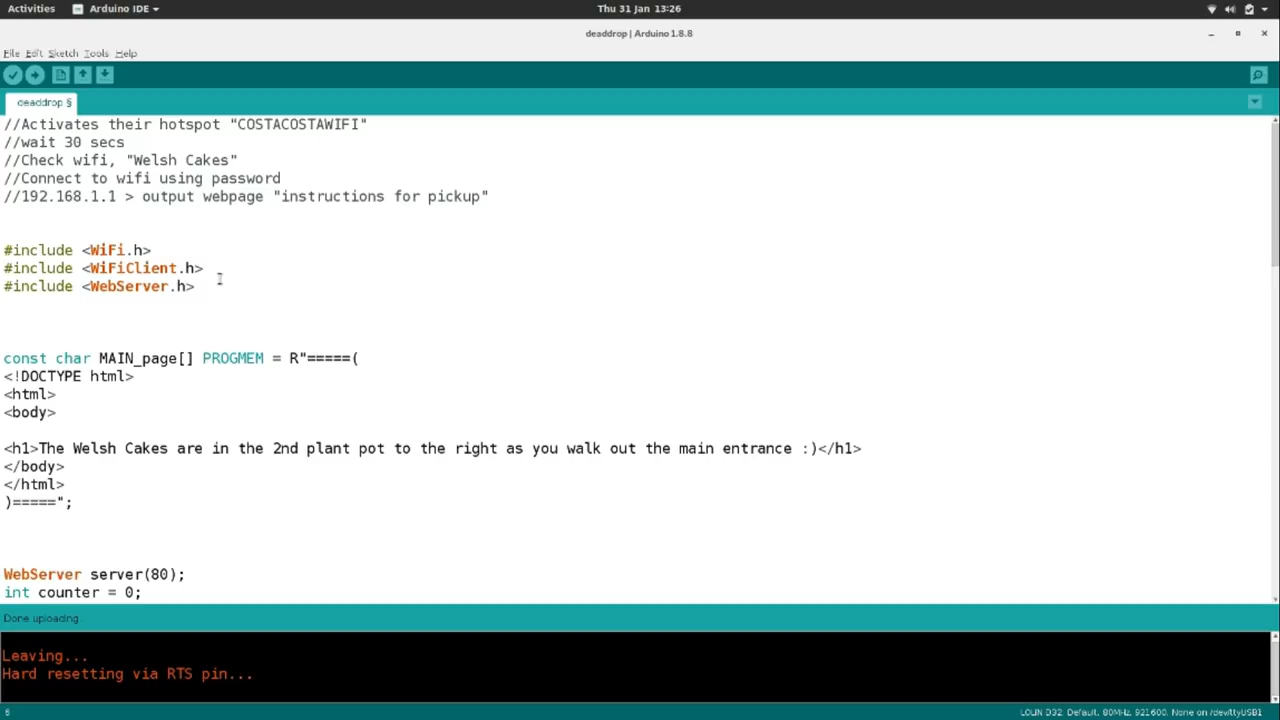 Activities Arduino IDE Thu 31 Jan 13:26
deaddrop | Arduino 1.8.8
File Edit Sketch Tools Help
deaddrop §
//Activates their hotspot "COSTACOSTAWIFI"
//wait 30 secs
//Check wifi, "Welsh Cakes"
//Connect to wifi using password
//192.168.1.1 > output webpage "instructions for pickup"
#include <WiFi.h>
#include <WiFiClient.h>
#include <WebServer.h>
const char MAIN_page[] PROGMEM = R"=====(
<!DOCTYPE html>
<html>
<body>
<h1>The Welsh Cakes are in the 2nd plant pot to the right as you walk out the main entrance :)</h1>
</body>
</html>
)=====";
WebServer server(80);
int counter = 0;
Done uploading.
Leaving...
Hard resetting via RTS pin...
6 LOLIN D32, Default, 80MHz, 921600, None on /dev/ttyUSB1